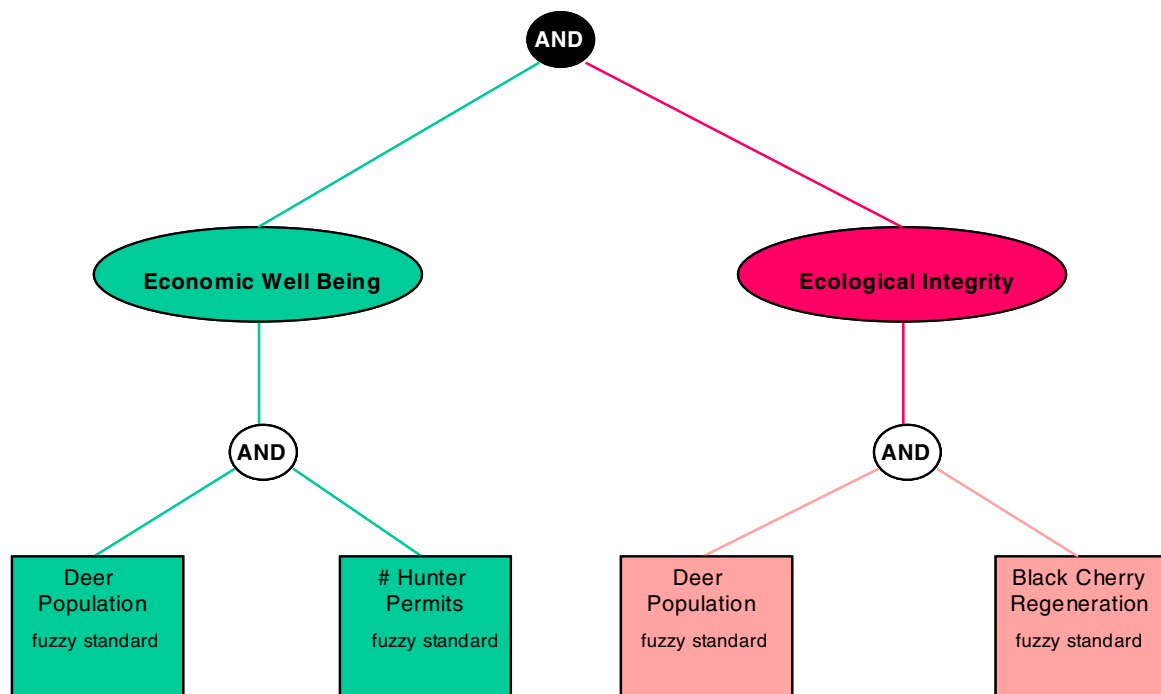 AND
Economic Well Being
Ecological Integrity
AND
AND
Deer
Population
fuzzy standard
# Hunter
Permits
fuzzy standard
Deer
Population
fuzzy standard
Black Cherry
Regeneration
fuzzy standard